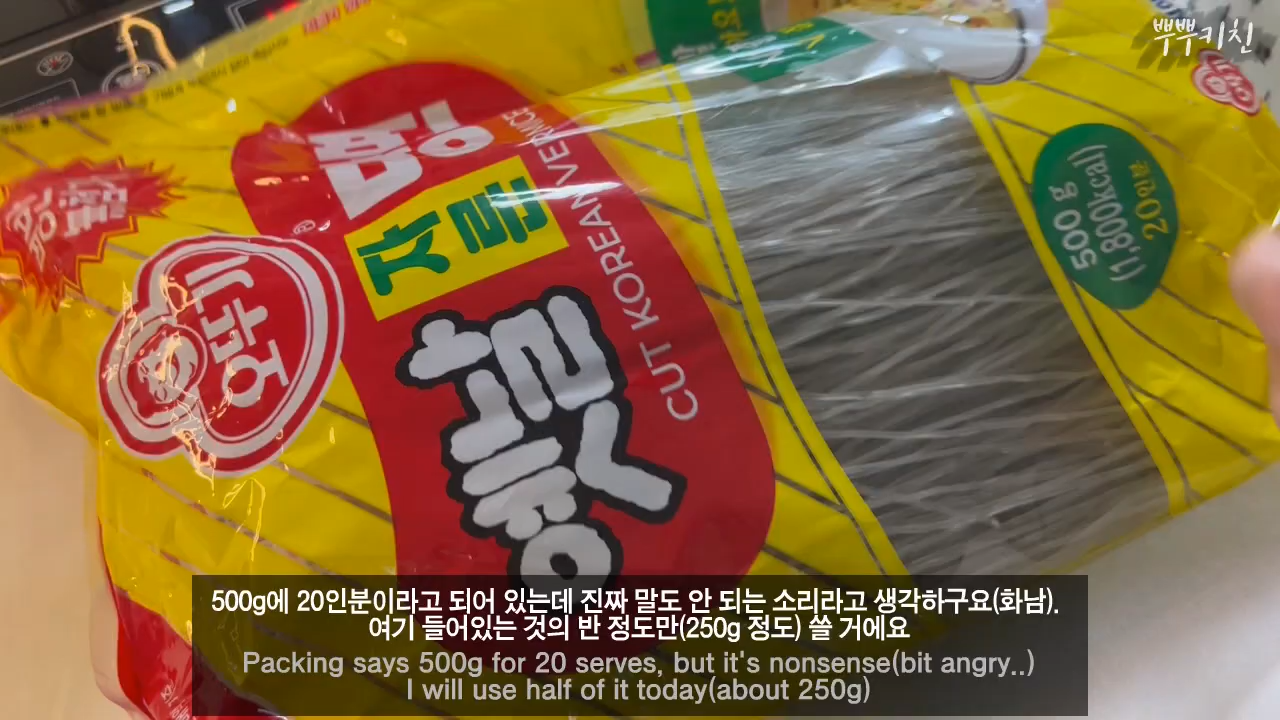 뿌뿌키친
오뚜기
옛날
자른
당면
CUT KOREAN VERMICELLI
500 g
(1,800kcal)
20인분
오뚜기
500g에 20인분이라고 되어 있는데 진짜 말도 안 되는 소리라고 생각하구요(화남).
여기 들어있는 것의 반 정도만(250g 정도) 쓸 거에요
Packing says 500g for 20 serves, but it's nonsense(bit angry..)
I will use half of it today(about 250g)